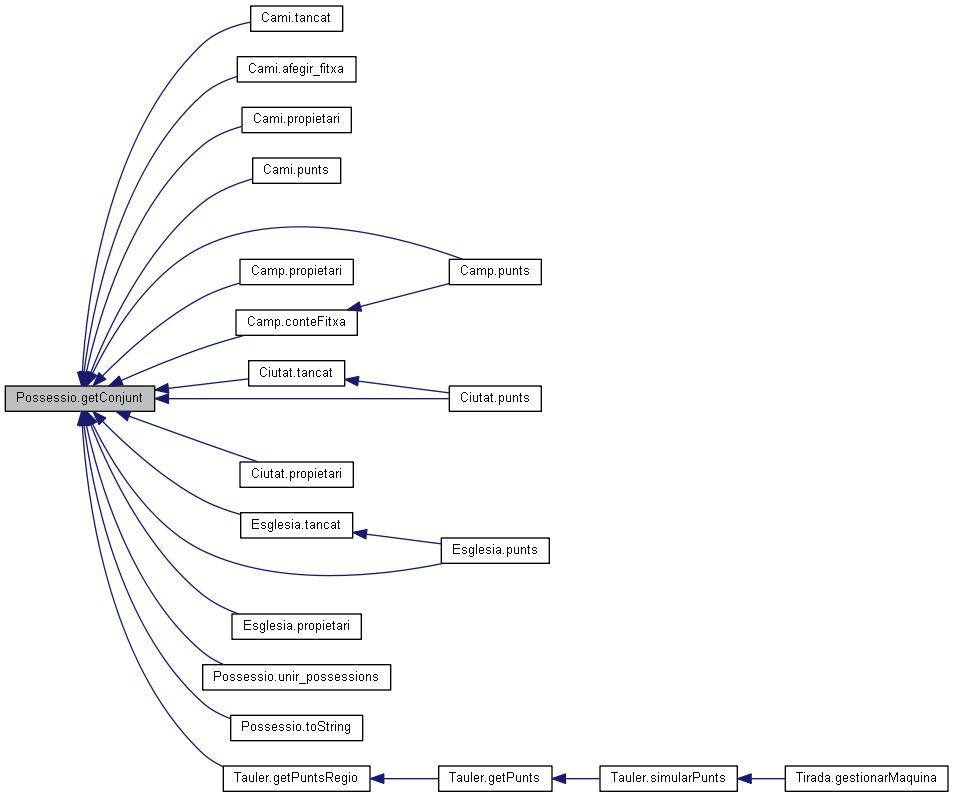 Cami.tancat
Cami.afegir_fitxa
Cami.propietari
Cami.punts
Camp.propietari
Camp.punts
Camp.conteFitxa
Ciutat.tancat
Possessio.getConjunt
Ciutat.punts
Ciutat.propietari
Esglesia.tancat
Esglesia.punts
Esglesia.propietari
Possessio.unir_possessions
Possessio.toString
Tauler.getPuntsRegio
Tauler.getPunts
Tauler.simularPunts
Tirada.gestionarMaquina